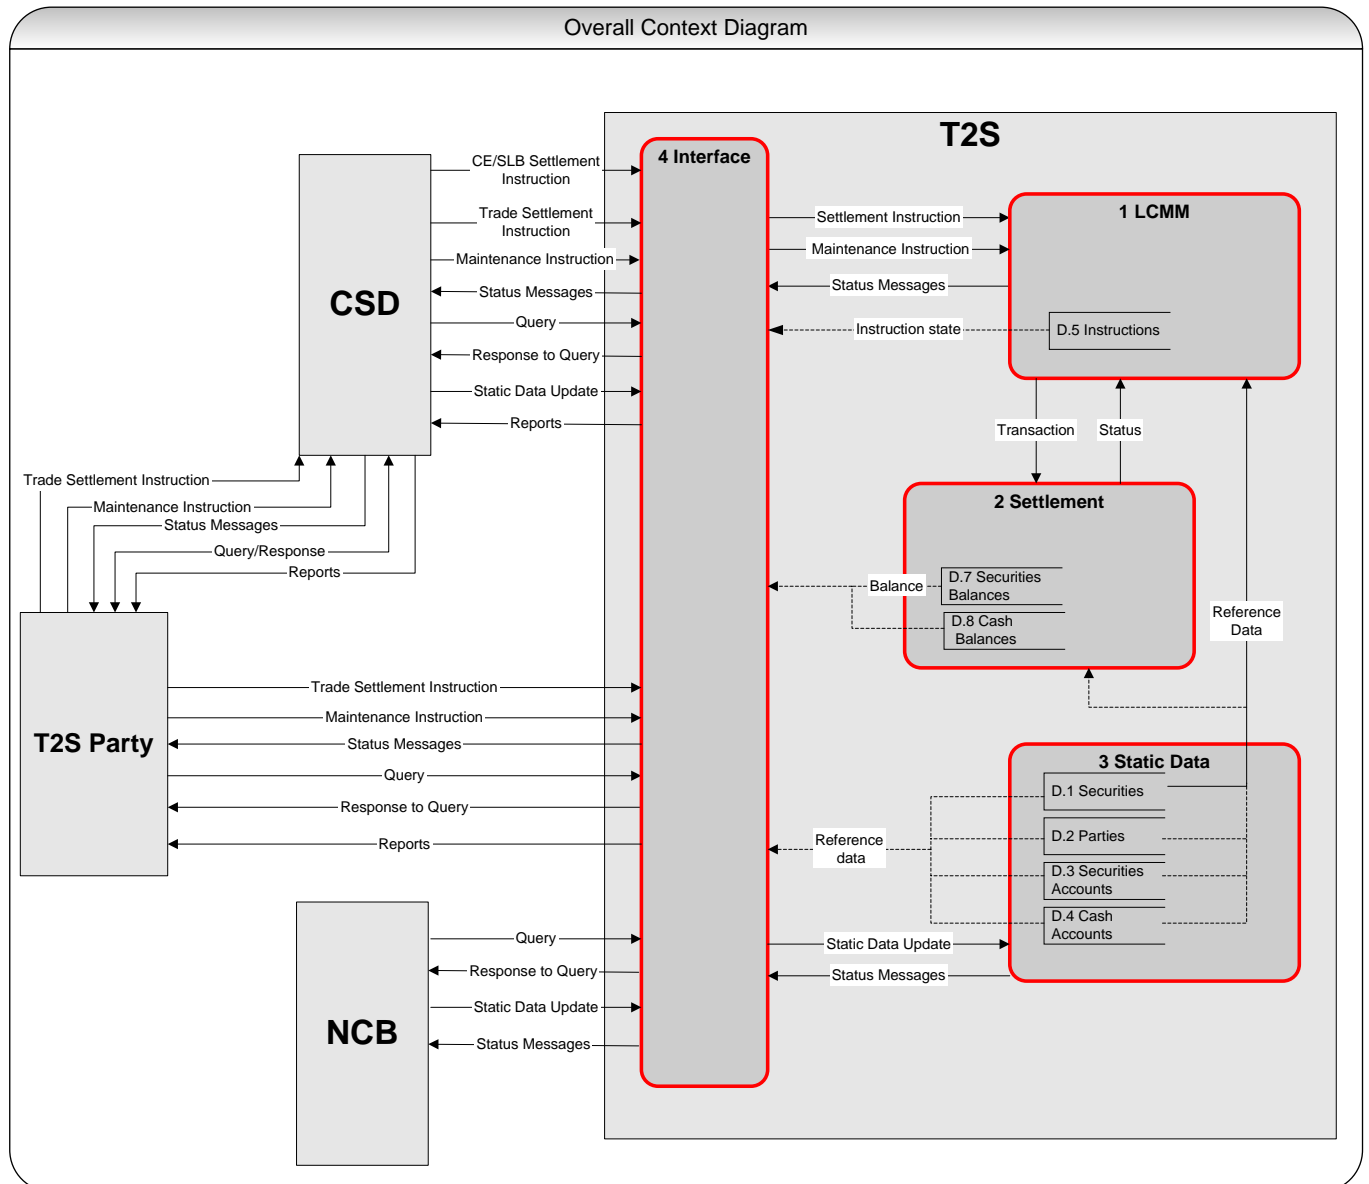 Overall Context Diagram
T2S
4 Interface
CE/SLB Settlement
Instruction
Trade Settlement
Instruction
Maintenance Instruction
Status Messages
Query
Response to Query
Static Data Update
Reports
CSD
Settlement Instruction
Maintenance Instruction
Status Messages
Instruction state
1 LCMM
D.5 Instructions
Transaction
Status
Trade Settlement Instruction
Maintenance Instruction
Status Messages
Query/Response
Reports
2 Settlement
D.7 Securities
Balances
D.8 Cash
Balances
Balance
Reference
Data
T2S Party
Trade Settlement Instruction
Maintenance Instruction
Status Messages
Query
Response to Query
Reports
3 Static Data
D.1 Securities
D.2 Parties
D.3 Securities
Accounts
D.4 Cash
Accounts
Reference
data
Static Data Update
Status Messages
NCB
Query
Response to Query
Static Data Update
Status Messages